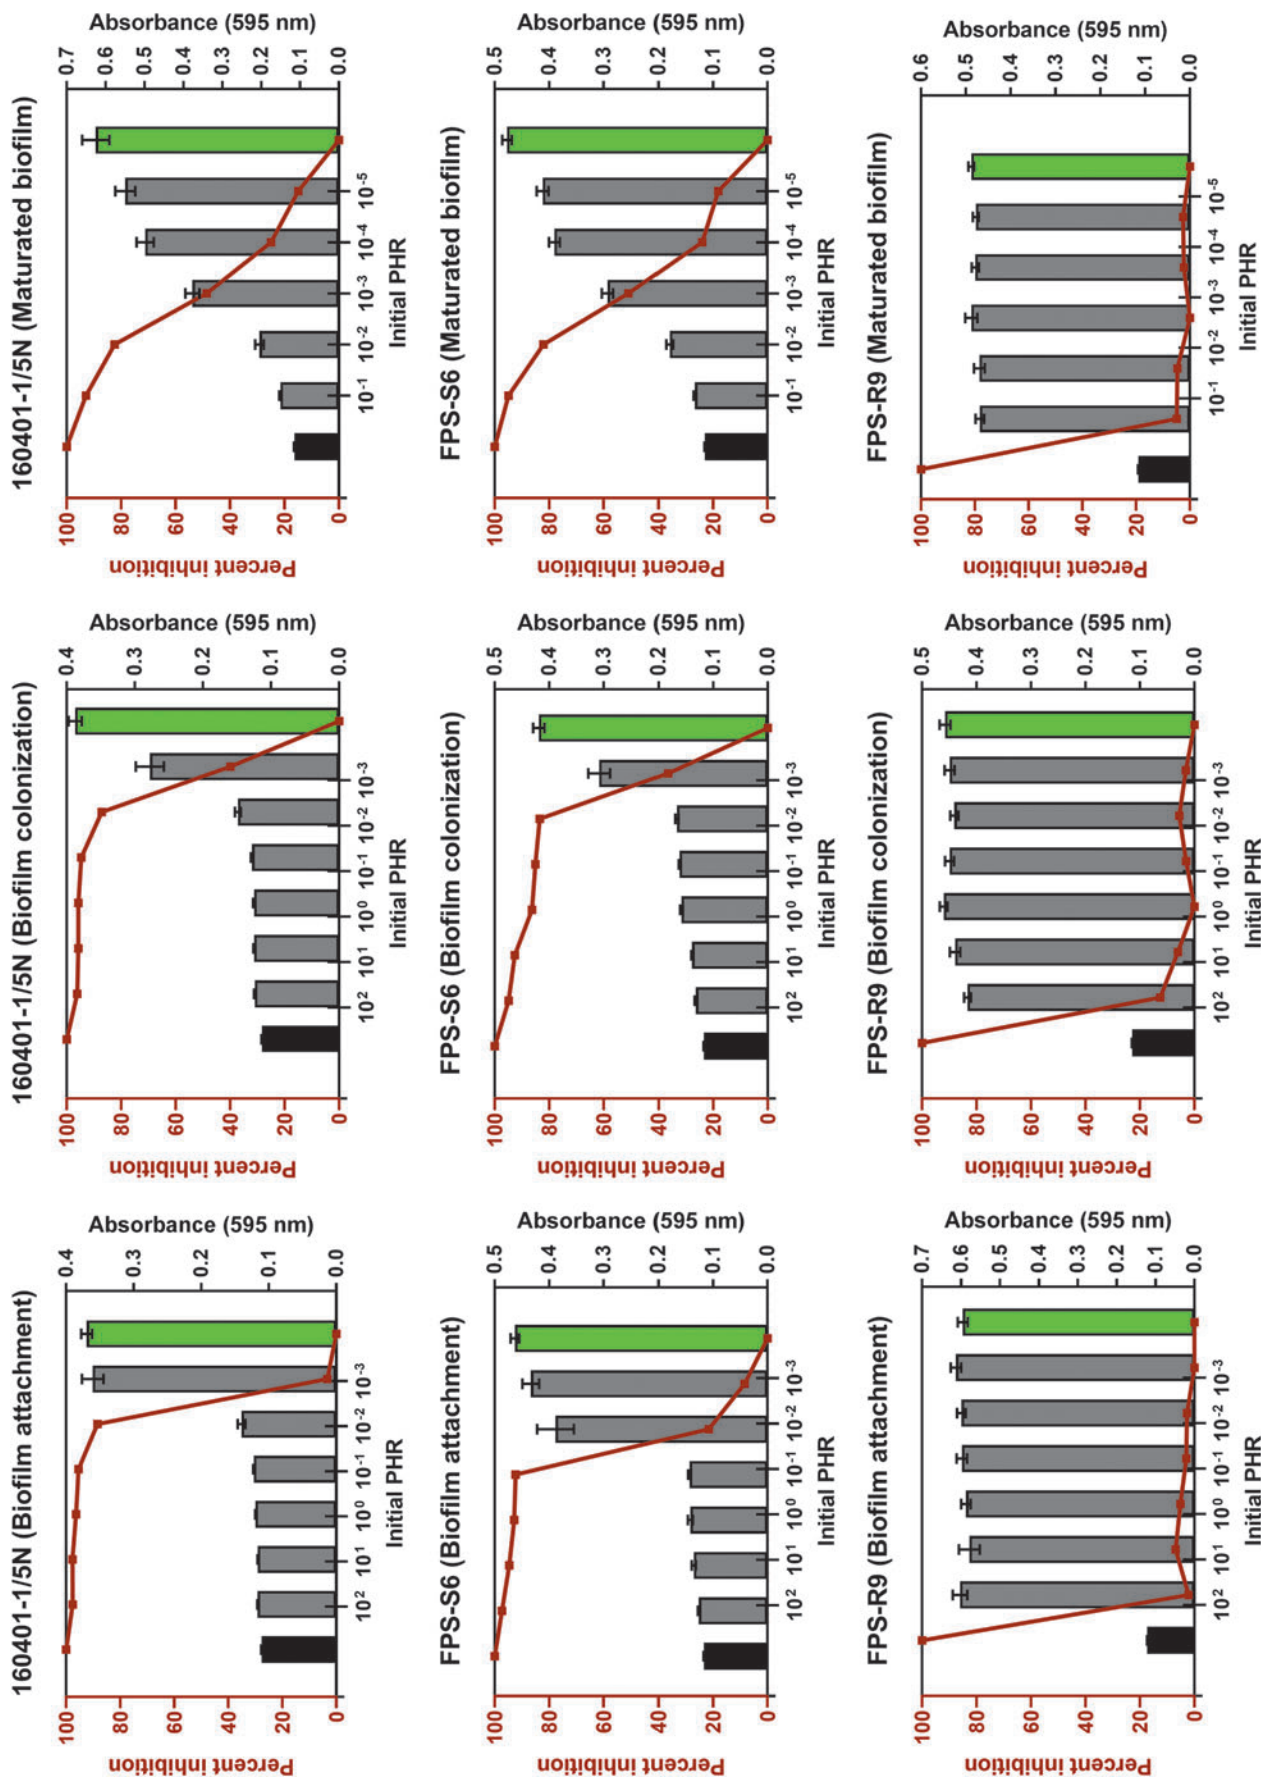 160401-1/5N (Biofilm attachment)
Percent inhibition
100
80
60
40
20
0
Absorbance (595 nm)
0.4
0.3
0.2
0.1
0.0
10² 10¹ 10⁰ 10⁻¹ 10⁻² 10⁻³
Initial PHR
160401-1/5N (Biofilm colonization)
Percent inhibition
100
80
60
40
20
0
Absorbance (595 nm)
0.4
0.3
0.2
0.1
0.0
10² 10¹ 10⁰ 10⁻¹ 10⁻² 10⁻³
Initial PHR
160401-1/5N (Maturated biofilm)
Percent inhibition
100
80
60
40
20
0
Absorbance (595 nm)
0.7
0.6
0.5
0.4
0.3
0.2
0.1
0.0
10⁻¹ 10⁻² 10⁻³ 10⁻⁴ 10⁻⁵
Initial PHR
FPS-S6 (Biofilm attachment)
Percent inhibition
100
80
60
40
20
0
Absorbance (595 nm)
0.5
0.4
0.3
0.2
0.1
0.0
10² 10¹ 10⁰ 10⁻¹ 10⁻² 10⁻³
Initial PHR
FPS-S6 (Biofilm colonization)
Percent inhibition
100
80
60
40
20
0
Absorbance (595 nm)
0.5
0.4
0.3
0.2
0.1
0.0
10² 10¹ 10⁰ 10⁻¹ 10⁻² 10⁻³
Initial PHR
FPS-S6 (Maturated biofilm)
Percent inhibition
100
80
60
40
20
0
Absorbance (595 nm)
0.5
0.4
0.3
0.2
0.1
0.0
10⁻¹ 10⁻² 10⁻³ 10⁻⁴ 10⁻⁵
Initial PHR
FPS-R9 (Biofilm attachment)
Percent inhibition
100
80
60
40
20
0
Absorbance (595 nm)
0.7
0.6
0.5
0.4
0.3
0.2
0.1
0.0
10² 10¹ 10⁰ 10⁻¹ 10⁻² 10⁻³
Initial PHR
FPS-R9 (Biofilm colonization)
Percent inhibition
100
80
60
40
20
0
Absorbance (595 nm)
0.5
0.4
0.3
0.2
0.1
0.0
10² 10¹ 10⁰ 10⁻¹ 10⁻² 10⁻³
Initial PHR
FPS-R9 (Maturated biofilm)
Percent inhibition
100
80
60
40
20
0
Absorbance (595 nm)
0.6
0.5
0.4
0.3
0.2
0.1
0.0
10⁻¹ 10⁻² 10⁻³ 10⁻⁴ 10⁻⁵
Initial PHR